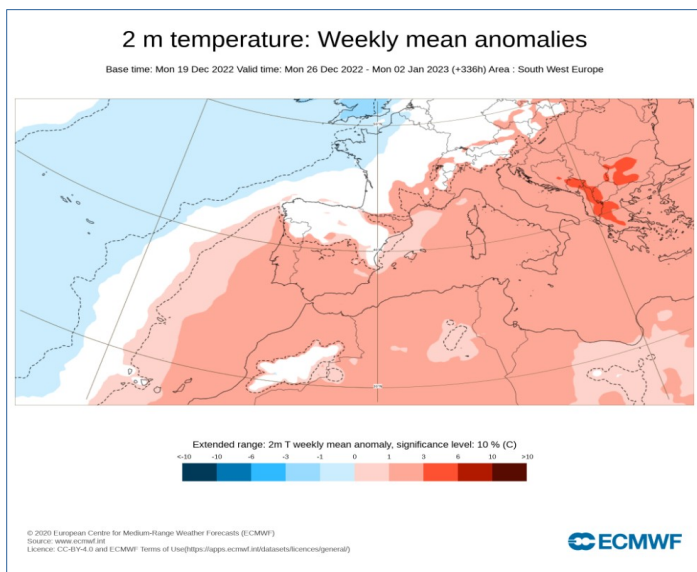 2 m temperature: Weekly mean anomalies
Base time: Mon 19 Dec 2022 Valid time: Mon 26 Dec 2022 - Mon 02 Jan 2023 (+336h) Area : South West Europe
Extended range: 2m T weekly mean anomaly, significance level: 10 % (C)
<-10 -10 -6 -3 -1 0 1 3 6 10 >10
© 2020 European Centre for Medium-Range Weather Forecasts (ECMWF)
Source: www.ecmwf.int
Licence: CC-BY-4.0 and ECMWF Terms of Use(https://apps.ecmwf.int/datasets/licences/general/)
ECMWF